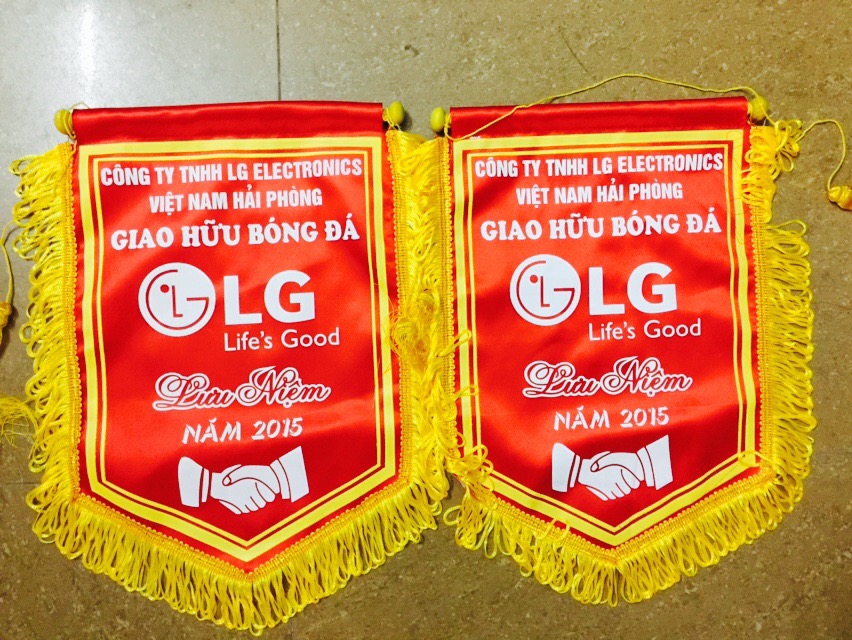 CÔNG TY TNHH LG ELECTRONICS
VIỆT NAM HẢI PHÒNG
GIAO HỮU BÓNG ĐÁ
LG LG
Life's Good
Lưu Niệm
NĂM 2015
CÔNG TY TNHH LG ELECTRONICS
VIỆT NAM HẢI PHÒNG
GIAO HỮU BÓNG ĐÁ
LG LG
Life's Good
Lưu Niệm
NĂM 2015